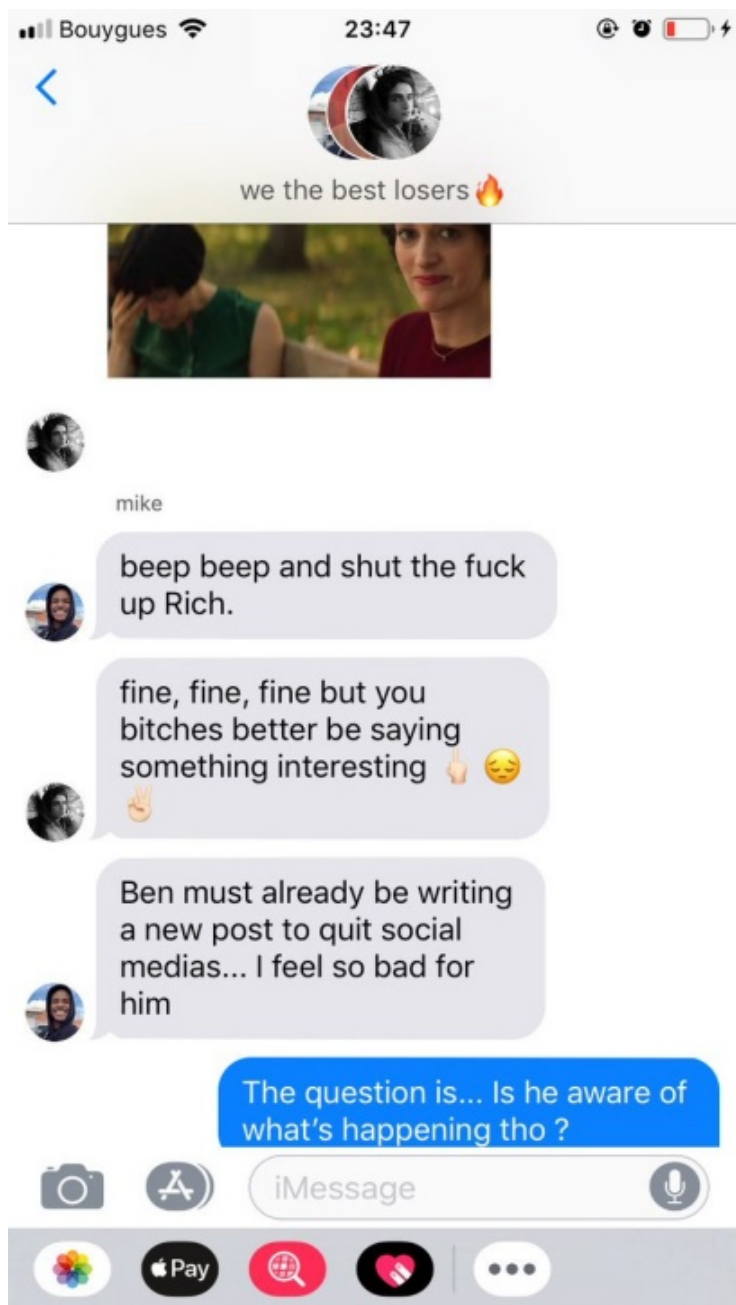 Bouygues 23:47
we the best losers🔥
mike
beep beep and shut the fuck
up Rich.
fine, fine, fine but you
bitches better be saying
something interesting 🖕🏻 😔
✌🏻
Ben must already be writing
a new post to quit social
medias... I feel so bad for
him
The question is... Is he aware of
what's happening tho ?
iMessage
Pay